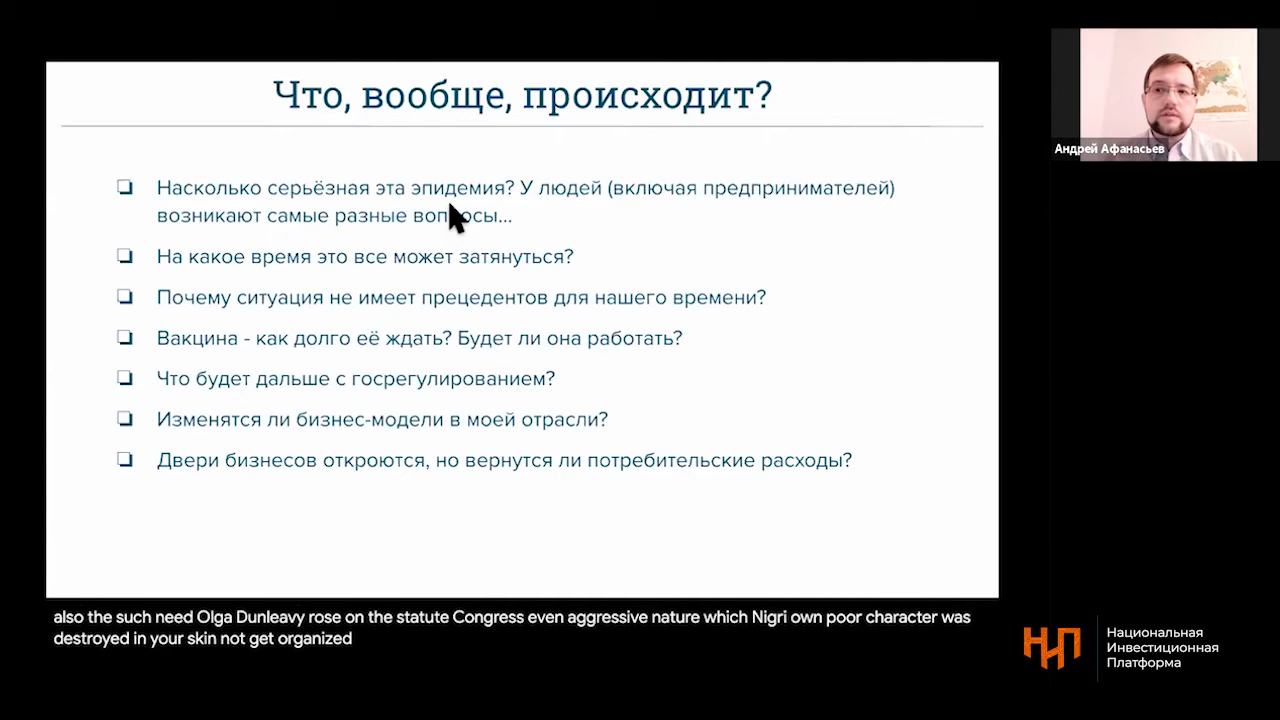 Что, вообще, происходит?
Насколько серьёзная эта эпидемия? У людей (включая предпринимателей)
возникают самые разные вопросы...
На какое время это все может затянуться?
Почему ситуация не имеет прецедентов для нашего времени?
Вакцина - как долго её ждать? Будет ли она работать?
Что будет дальше с госрегулированием?
Изменятся ли бизнес-модели в моей отрасли?
Двери бизнесов откроются, но вернутся ли потребительские расходы?
Андрей Афанасьев
also the such need Olga Dunleavy rose on the statute Congress even aggressive nature which Nigri own poor character was
destroyed in your skin not get organized
НИП
Национальная
Инвестиционная
Платформа